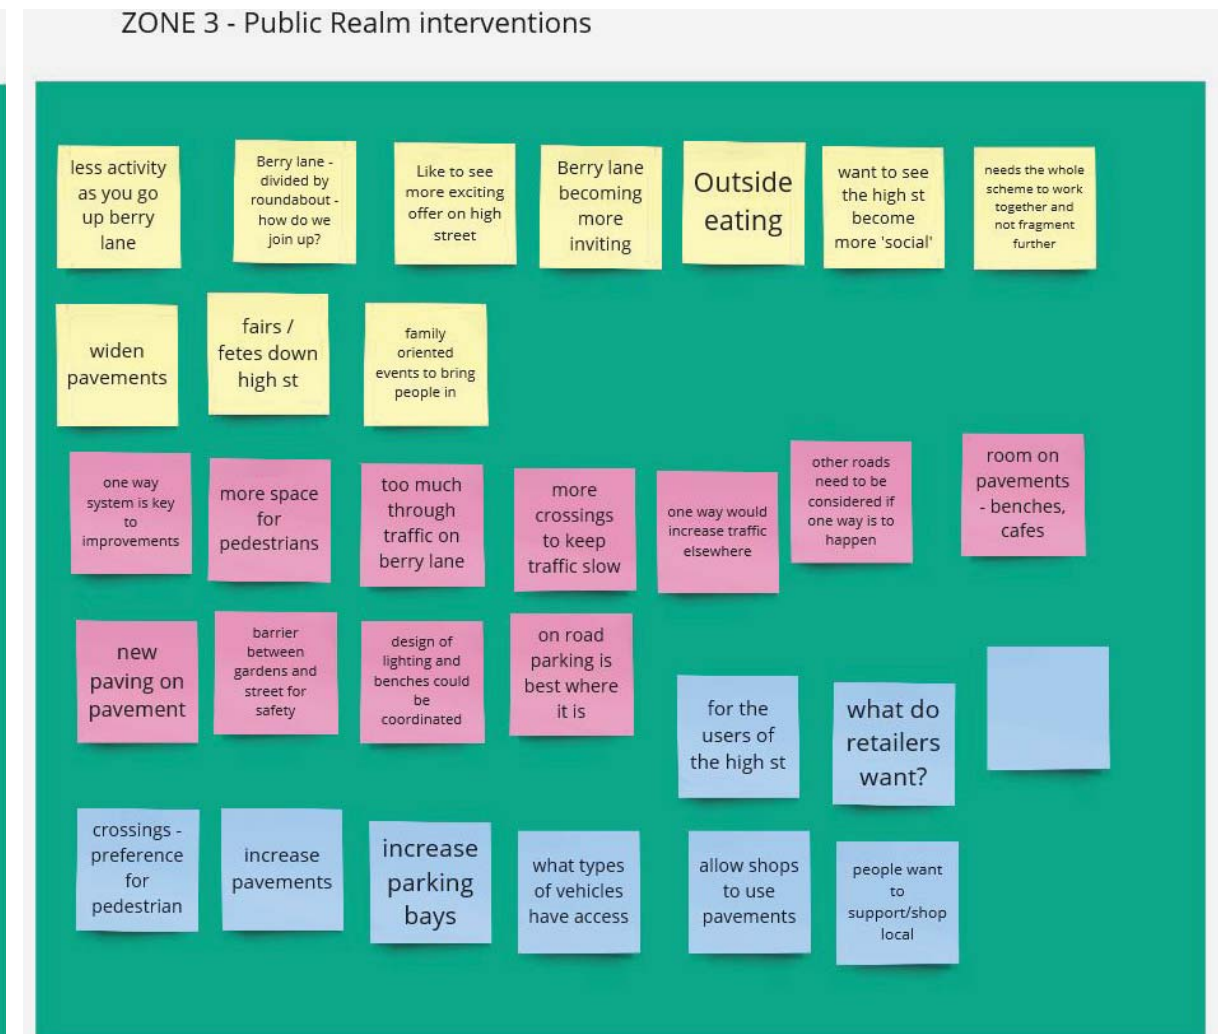 ZONE 3 - Public Realm interventions
less activity
as you go
up berry
lane
Berry lane -
divided by
roundabout -
how do we
join up?
Like to see
more exciting
offer on high
street
Berry lane
becoming
more
inviting
Outside
eating
want to see
the high st
become
more 'social'
needs the whole
scheme to work
together and
not fragment
further
widen
pavements
fairs /
fetes down
high st
family
oriented
events to bring
people in
one way
system is key
to
improvements
more space
for
pedestrians
too much
through
traffic on
berry lane
more
crossings
to keep
traffic slow
one way would
increase traffic
elsewhere
other roads
need to be
considered if
one way is to
happen
room on
pavements
- benches,
cafes
new
paving on
pavement
barrier
between
gardens and
street for
safety
design of
lighting and
benches could
be
coordinated
on road
parking is
best where
it is
for the
users of
the high st
what do
retailers
want?
crossings -
preference
for
pedestrian
increase
pavements
increase
parking
bays
what types
of vehicles
have access
allow shops
to use
pavements
people want
to
support/shop
local